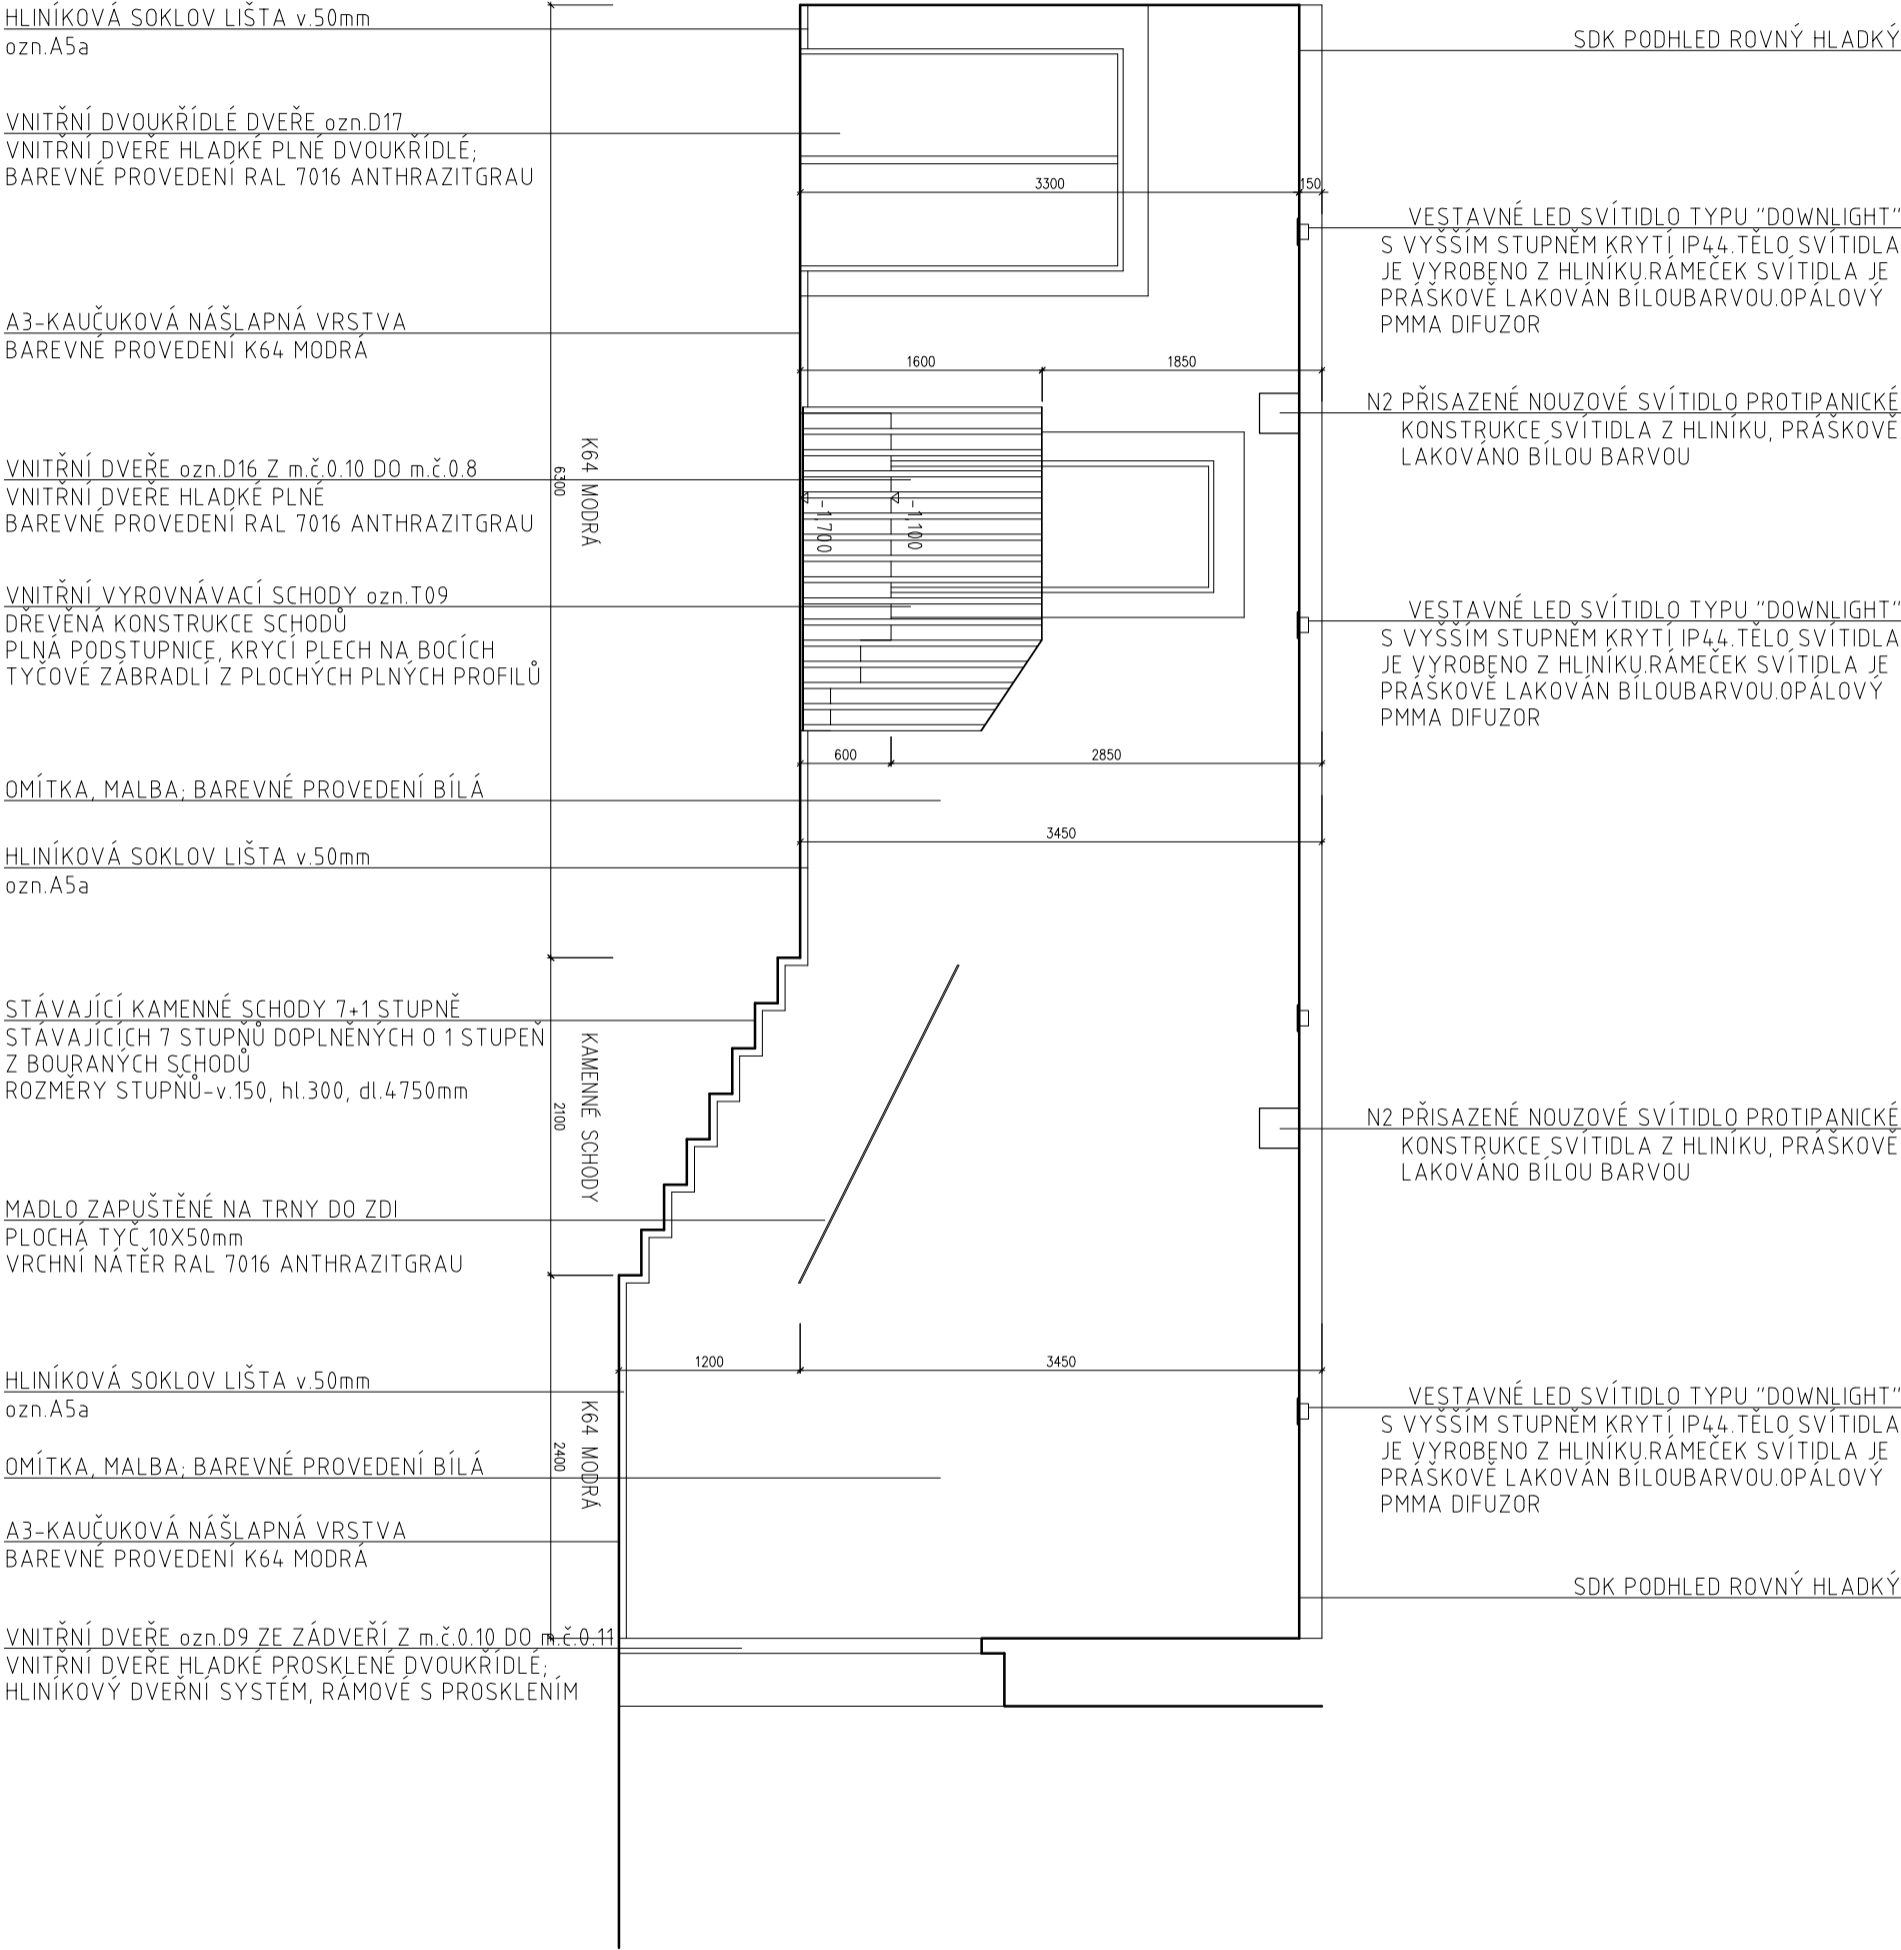 HLINÍKOVÁ SOKLOV LIŠTA v.50mm
ozn.A5a
VNITŘNÍ DVOUKŘÍDLÉ DVEŘE ozn.D17
VNITŘNÍ DVEŘE HLADKÉ PLNÉ DVOUKŘÍDLÉ;
BAREVNÉ PROVEDENÍ RAL 7016 ANTHRAZITGRAU
A3-KAUČUKOVÁ NÁŠLAPNÁ VRSTVA
BAREVNÉ PROVEDENÍ K64 MODRÁ
VNITŘNÍ DVEŘE ozn.D16 Z m.č.0.10 DO m.č.0.8
VNITŘNÍ DVEŘE HLADKÉ PLNÉ
BAREVNÉ PROVEDENÍ RAL 7016 ANTHRAZITGRAU
VNITŘNÍ VYROVNÁVACÍ SCHODY ozn.T09
DŘEVĚNÁ KONSTRUKCE SCHODŮ
PLNÁ PODSTUPNICE, KRYCÍ PLECH NA BOCÍCH
TYČOVÉ ZÁBRADLÍ Z PLOCHÝCH PLNÝCH PROFILŮ
OMÍTKA, MALBA; BAREVNÉ PROVEDENÍ BÍLÁ
HLINÍKOVÁ SOKLOV LIŠTA v.50mm
ozn.A5a
STÁVAJÍCÍ KAMENNÉ SCHODY 7+1 STUPNĚ
STÁVAJÍCÍCH 7 STUPŇŮ DOPLNĚNÝCH O 1 STUPEŇ
Z BOURANÝCH SCHODŮ
ROZMĚRY STUPŇŮ-v.150, hl.300, dl.4750mm
MADLO ZAPUŠTĚNÉ NA TRNY DO ZDI
PLOCHÁ TYČ 10X50mm
VRCHNÍ NÁTĚR RAL 7016 ANTHRAZITGRAU
HLINÍKOVÁ SOKLOV LIŠTA v.50mm
ozn.A5a
OMÍTKA, MALBA; BAREVNÉ PROVEDENÍ BÍLÁ
A3-KAUČUKOVÁ NÁŠLAPNÁ VRSTVA
BAREVNÉ PROVEDENÍ K64 MODRÁ
VNITŘNÍ DVEŘE ozn.D9 ZE ZÁDVEŘÍ Z m.č.0.10 DO m.č.0.11
VNITŘNÍ DVEŘE HLADKÉ PROSKLENÉ DVOUKŘÍDLÉ;
HLINÍKOVÝ DVEŘNÍ SYSTÉM, RÁMOVÉ S PROSKLENÍM
6300
K64 MODRÁ
2100
KAMENNÉ SCHODY
2400
K64 MODRÁ
3300
150
1600
1850
-1,700
-1,100
600
2850
3450
1200
3450
SDK PODHLED ROVNÝ HLADKÝ
VESTAVNÉ LED SVÍTIDLO TYPU "DOWNLIGHT"
S VYŠŠÍM STUPNĚM KRYTÍ IP44.TĚLO SVÍTIDLA
JE VYROBENO Z HLINÍKU.RÁMEČEK SVÍTIDLA JE
PRÁŠKOVĚ LAKOVÁN BÍLOUBARVOU.OPÁLOVÝ
PMMA DIFUZOR
N2 PŘISAZENÉ NOUZOVÉ SVÍTIDLO PROTIPANICKÉ
KONSTRUKCE SVÍTIDLA Z HLINÍKU, PRÁŠKOVĚ
LAKOVÁNO BÍLOU BARVOU
VESTAVNÉ LED SVÍTIDLO TYPU "DOWNLIGHT"
S VYŠŠÍM STUPNĚM KRYTÍ IP44.TĚLO SVÍTIDLA
JE VYROBENO Z HLINÍKU.RÁMEČEK SVÍTIDLA JE
PRÁŠKOVĚ LAKOVÁN BÍLOUBARVOU.OPÁLOVÝ
PMMA DIFUZOR
N2 PŘISAZENÉ NOUZOVÉ SVÍTIDLO PROTIPANICKÉ
KONSTRUKCE SVÍTIDLA Z HLINÍKU, PRÁŠKOVĚ
LAKOVÁNO BÍLOU BARVOU
VESTAVNÉ LED SVÍTIDLO TYPU "DOWNLIGHT"
S VYŠŠÍM STUPNĚM KRYTÍ IP44.TĚLO SVÍTIDLA
JE VYROBENO Z HLINÍKU.RÁMEČEK SVÍTIDLA JE
PRÁŠKOVĚ LAKOVÁN BÍLOUBARVOU.OPÁLOVÝ
PMMA DIFUZOR
SDK PODHLED ROVNÝ HLADKÝ